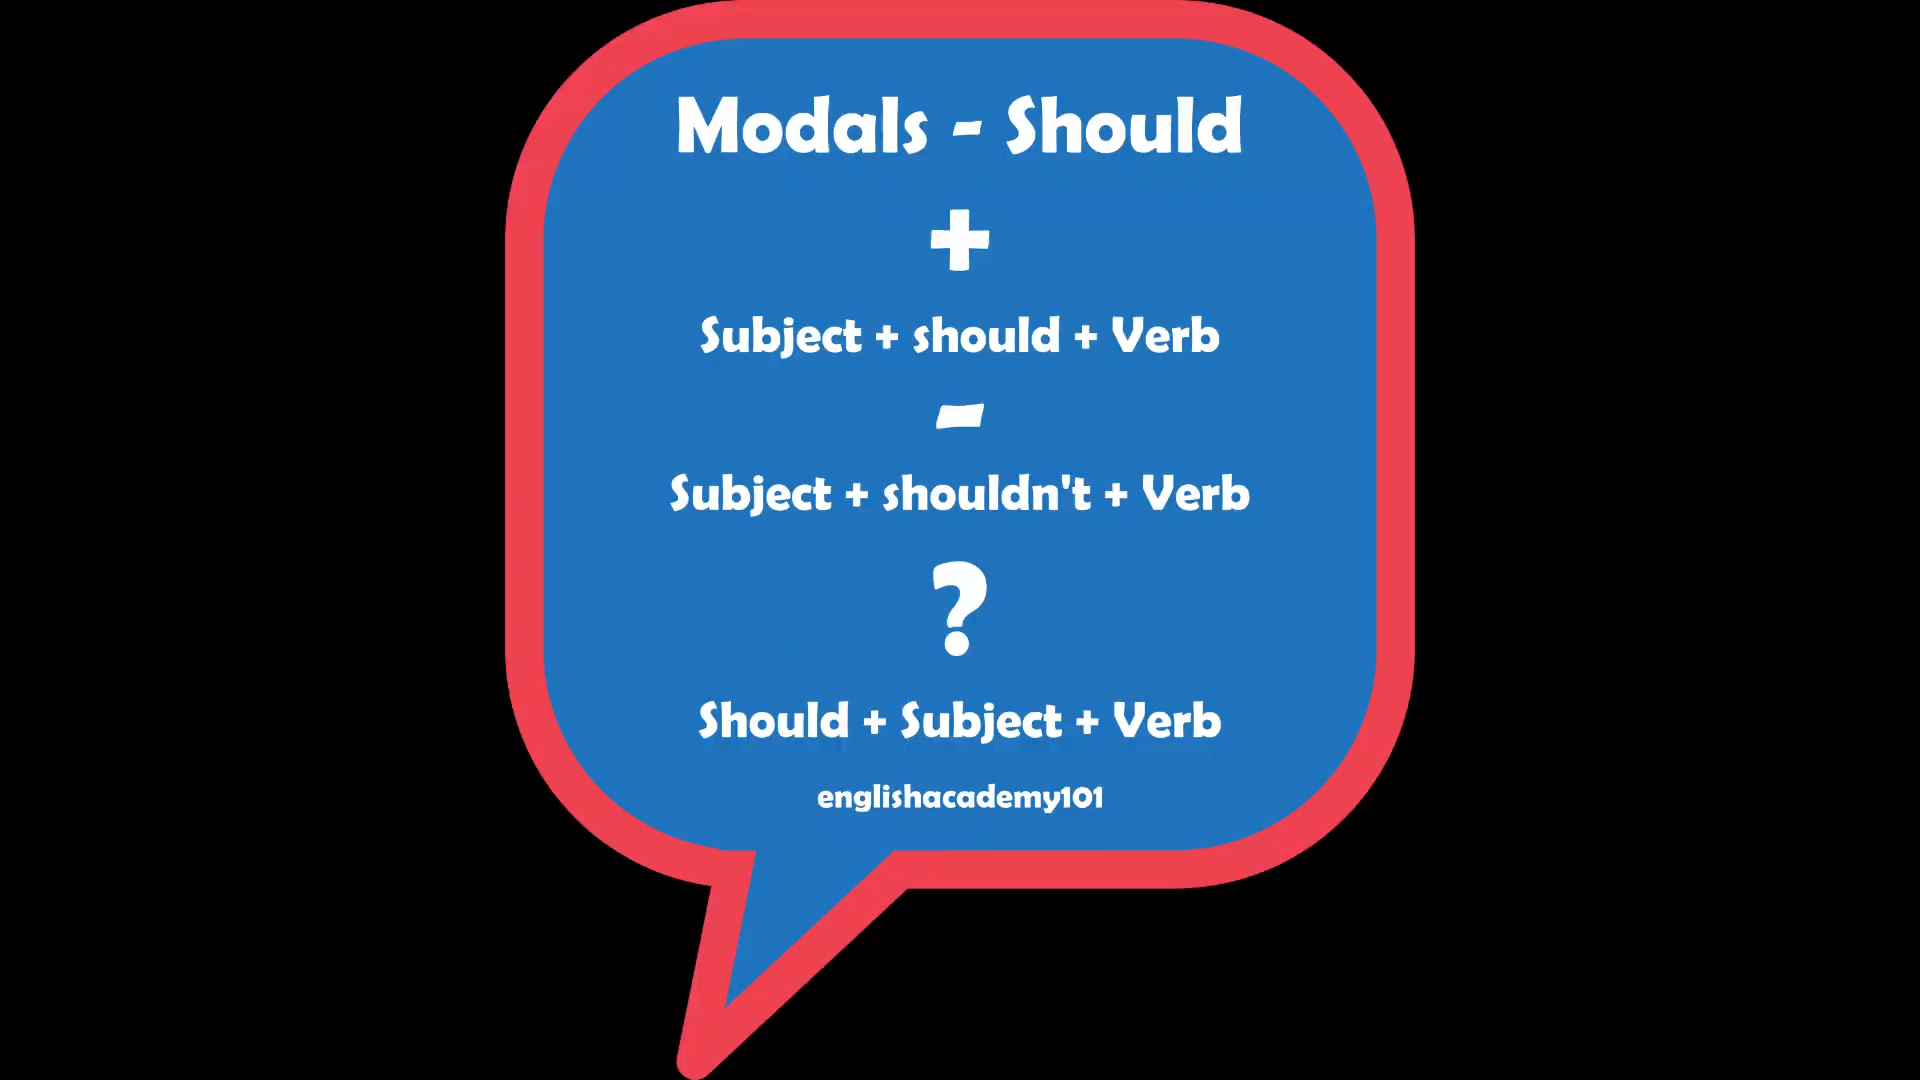 Modals - Should
+
Subject + should + Verb
-
Subject + shouldn't + Verb
?
Should + Subject + Verb
englishacademy101